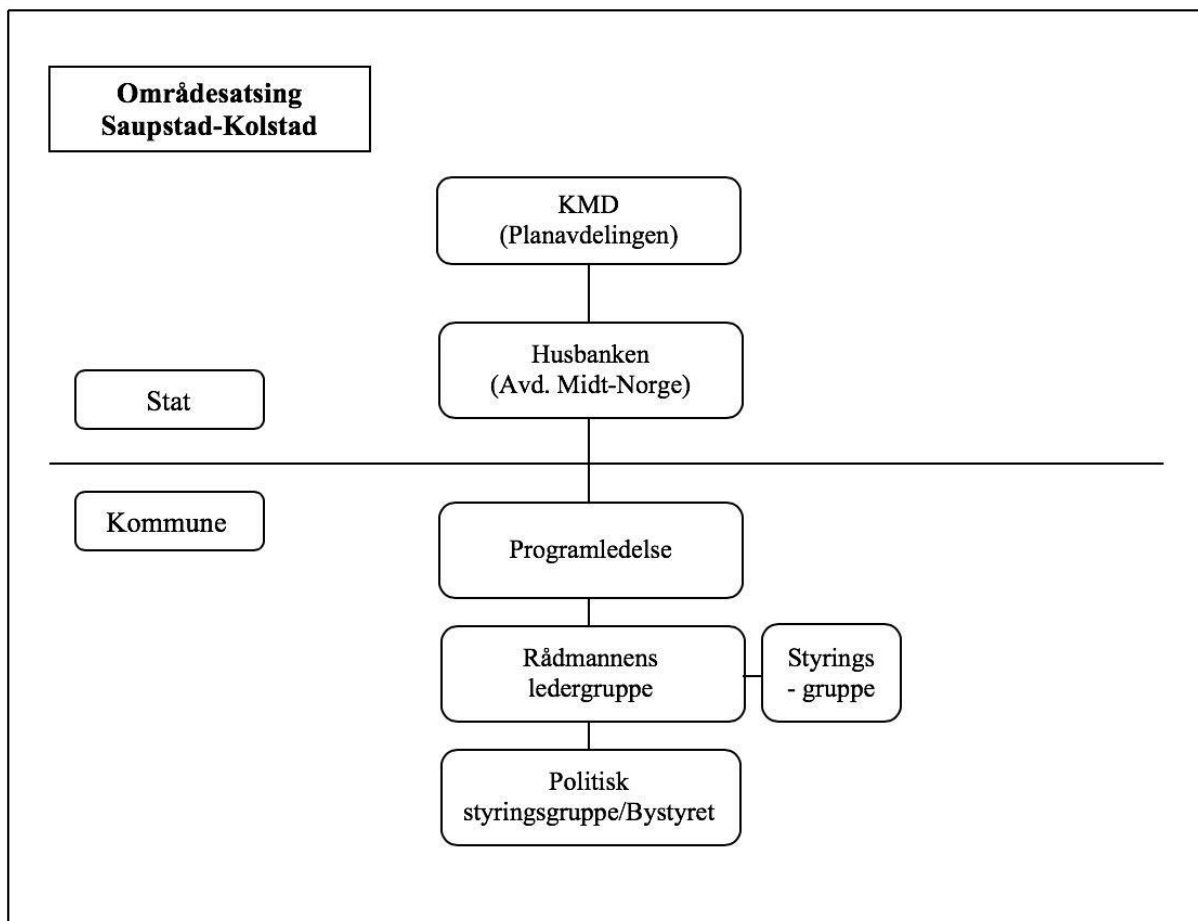 Områdesatsing
Saupstad-Kolstad
KMD
(Planavdelingen)
Husbanken
(Avd. Midt-Norge)
Stat
Kommune
Programledelse
Rådmannens
ledergruppe
Styrings
- gruppe
Politisk
styringsgruppe/Bystyret